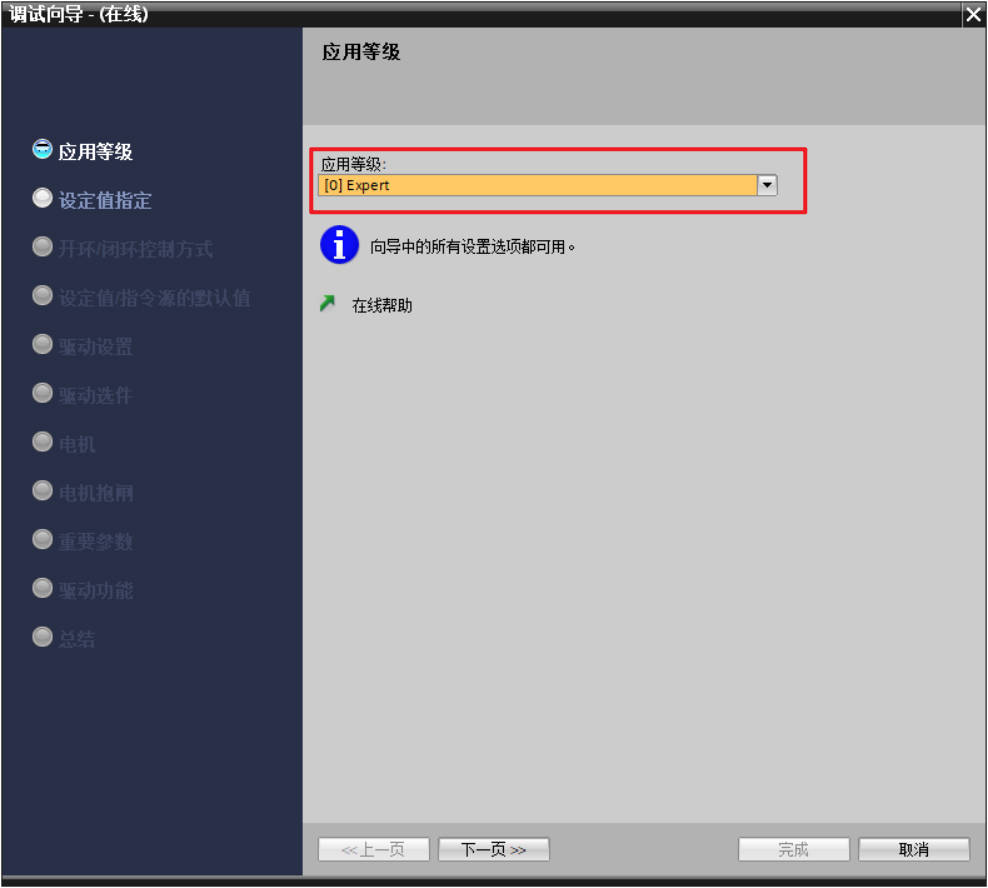 调试向导 - (在线)
应用等级
应用等级
设定值指定
开环/闭环控制方式
设定值/指令源的默认值
驱动设置
驱动选件
电机
电机抱闸
重要参数
驱动功能
总结
应用等级:
[0] Expert
向导中的所有设置选项都可用。
在线帮助
<<上一页
下一页>>
完成
取消